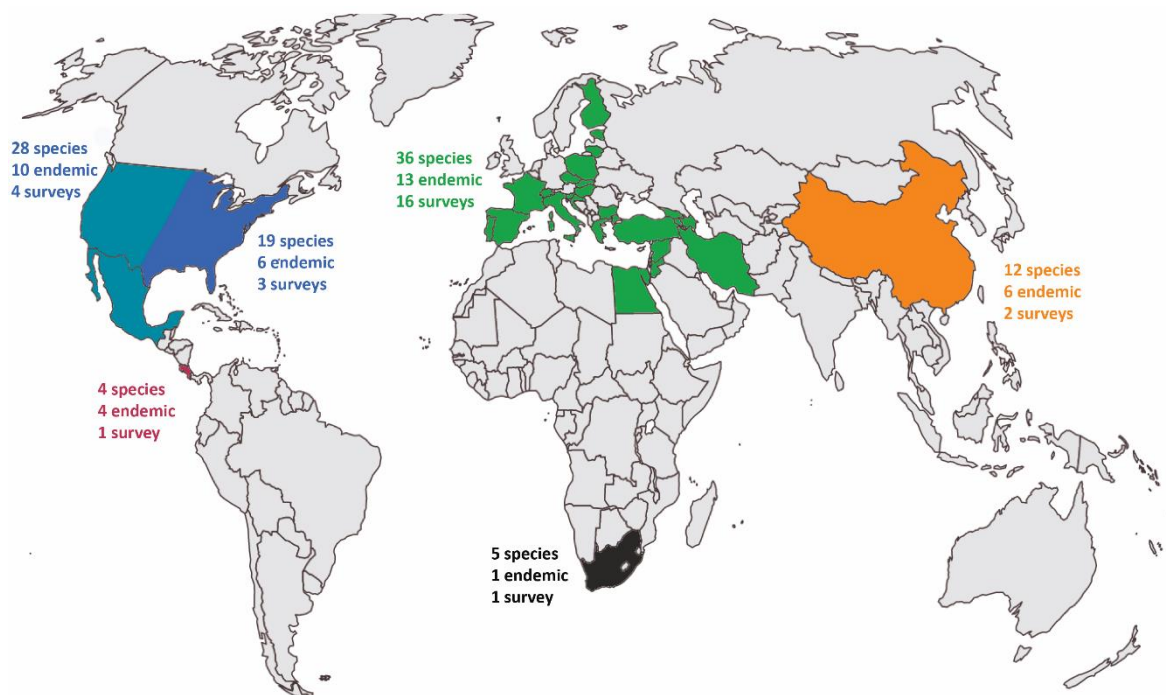 28 species
10 endemic
4 surveys
19 species
6 endemic
3 surveys
36 species
13 endemic
16 surveys
12 species
6 endemic
2 surveys
4 species
4 endemic
1 survey
5 species
1 endemic
1 survey